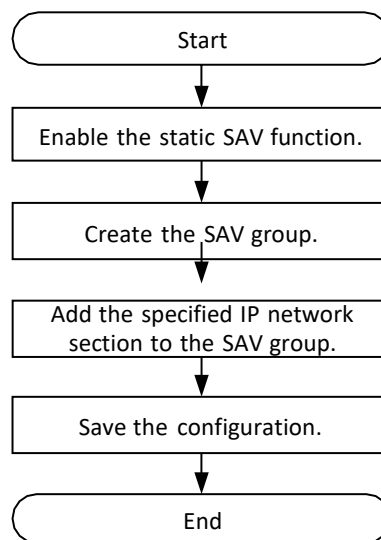 Start
Enable the static SAV function.
Create the SAV group.
Add the specified IP network
section to the SAV group.
Save the configuration.
End